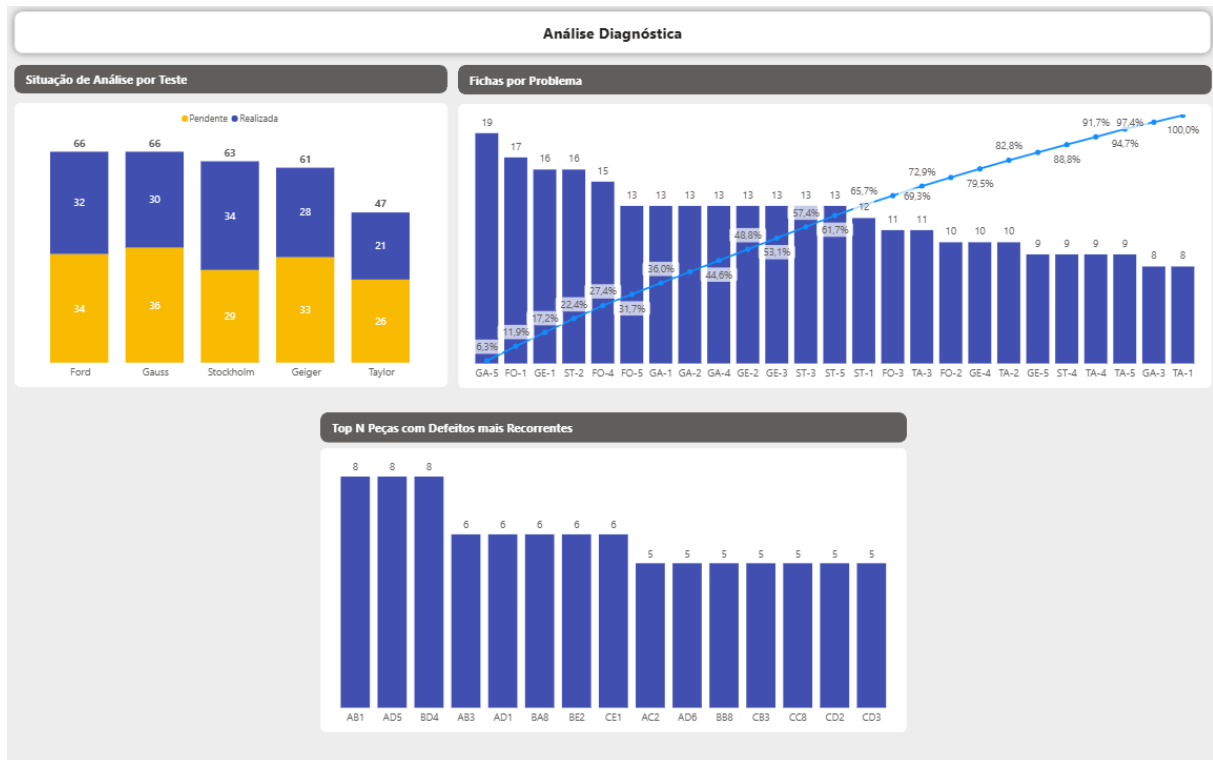 Análise Diagnóstica
Situação de Análise por Teste
Pendente Realizada
66 66 63 61 47
32 30 34 28 21
34 36 29 33 26
Ford Gauss Stockholm Geiger Taylor
Fichas por Problema
19 17 16 16 15 13 13 13 13 13 13 13 13 12 11 11 10 10 10 9 9 9 9 8 8
6,3% 11,9% 17,2% 22,4% 27,4% 31,7% 36,0% 44,6% 48,8% 53,1% 57,4% 61,7% 65,7% 69,3% 72,9% 79,5% 82,8% 88,8% 91,7% 94,7% 97,4% 100,0%
GA-5 FO-1 GE-1 ST-2 FO-4 FO-5 GA-1 GA-2 GA-4 GE-2 GE-3 ST-3 ST-5 ST-1 FO-3 TA-3 FO-2 GE-4 TA-2 GE-5 ST-4 TA-4 TA-5 GA-3 TA-1
Top N Peças com Defeitos mais Recorrentes
8 8 8 6 6 6 6 6 5 5 5 5 5 5 5
AB1 AD5 BD4 AB3 AD1 BA8 BE2 CE1 AC2 AD6 BB8 CB3 CC8 CD2 CD3